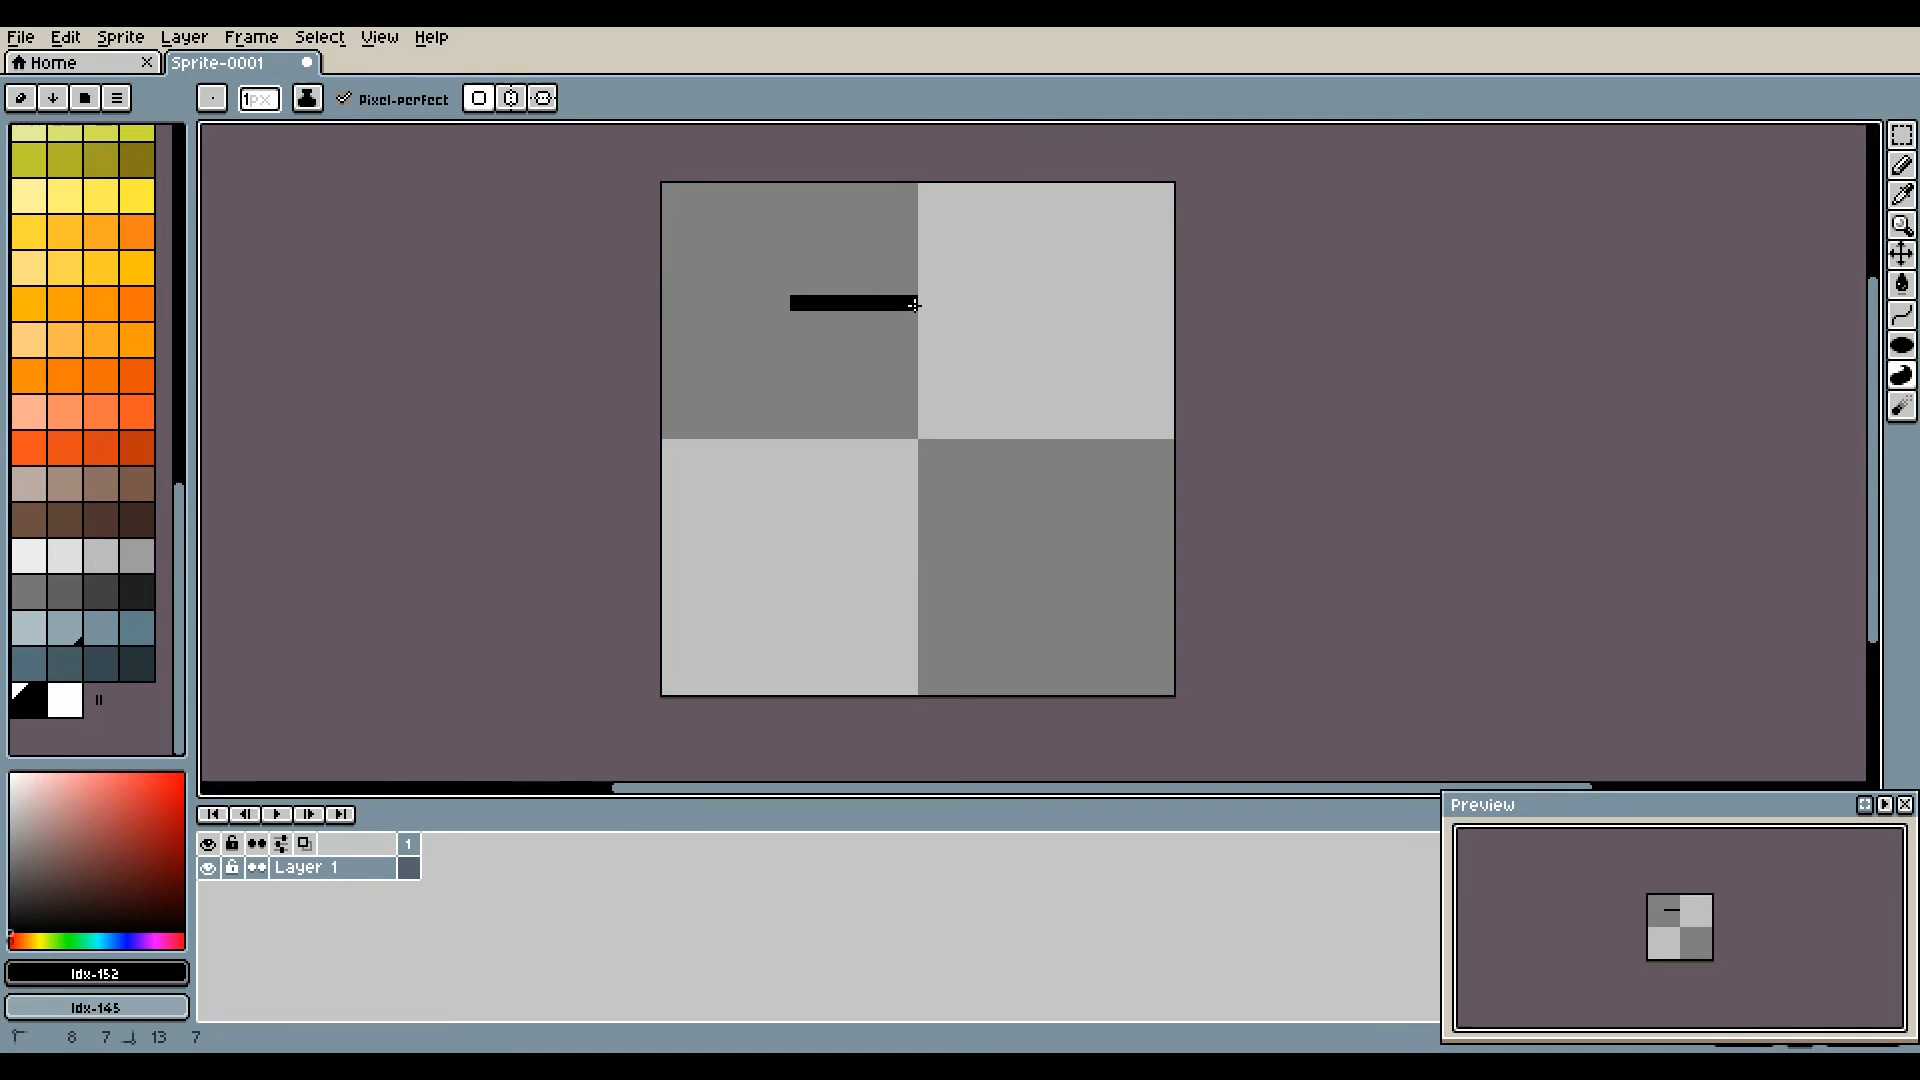 File Edit Sprite Layer Frame Select View Help
Home Sprite-0001
1px Pixel-perfect
Preview
1
Layer 1
Idx-152
Idx-145
8 7 13 7